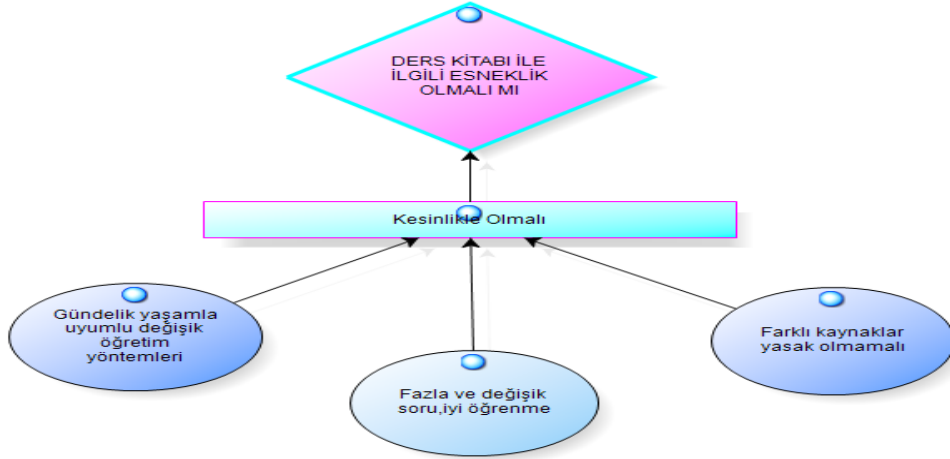 DERS KİTABI İLE
İLGİLİ ESNEKLİK
OLMALI MI
Kesinlikle Olmalı
Gündelik yaşamla
uyumlu değişik
öğretim
yöntemleri
Fazla ve değişik
soru,iyi öğrenme
Farklı kaynaklar
yasak olmamalı